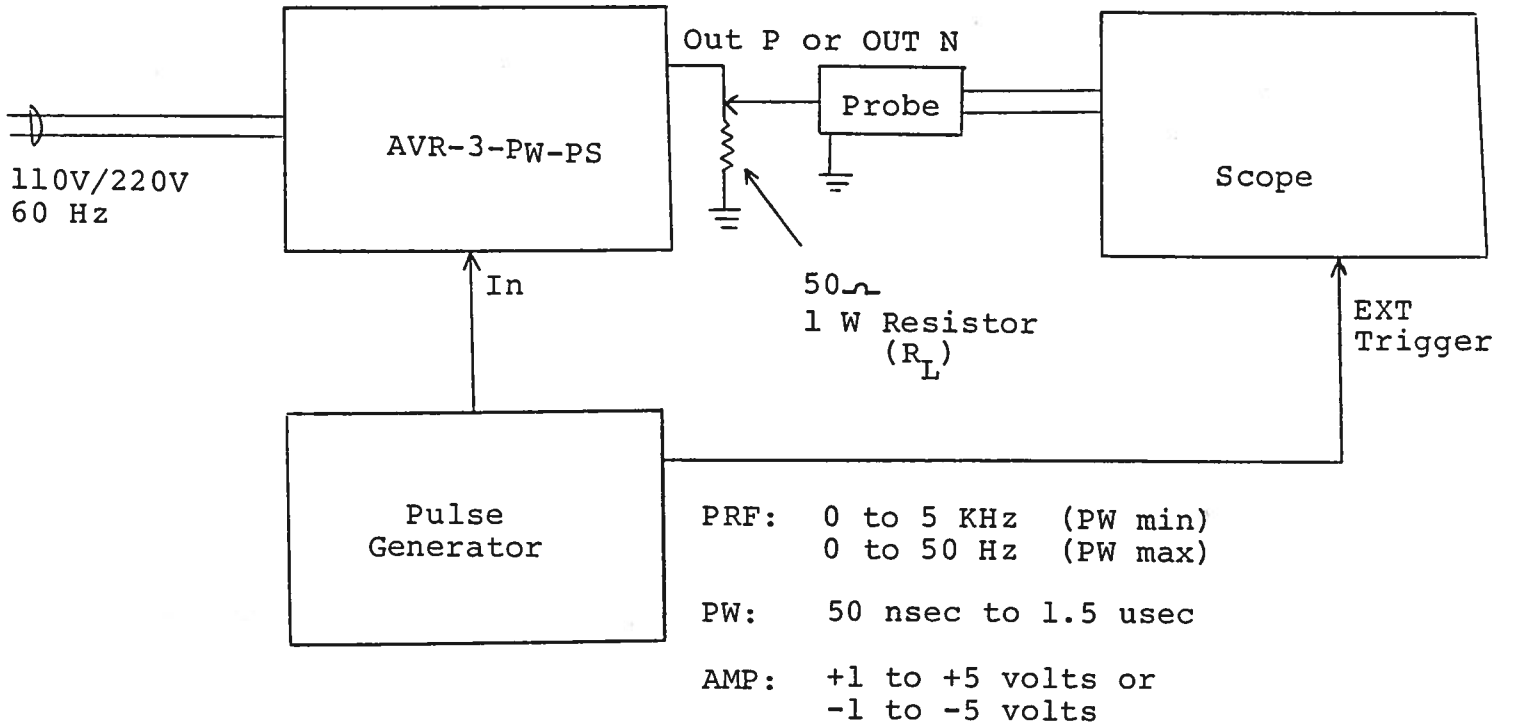 Out P or OUT N
Probe
AVR-3-PW-PS
Scope
110V/220V
60 Hz
In
50Ω
1 W Resistor
(RL)
EXT
Trigger
Pulse
Generator
PRF: 0 to 5 KHz (PW min)
0 to 50 Hz (PW max)
PW: 50 nsec to 1.5 usec
AMP: +1 to +5 volts or
-1 to -5 volts